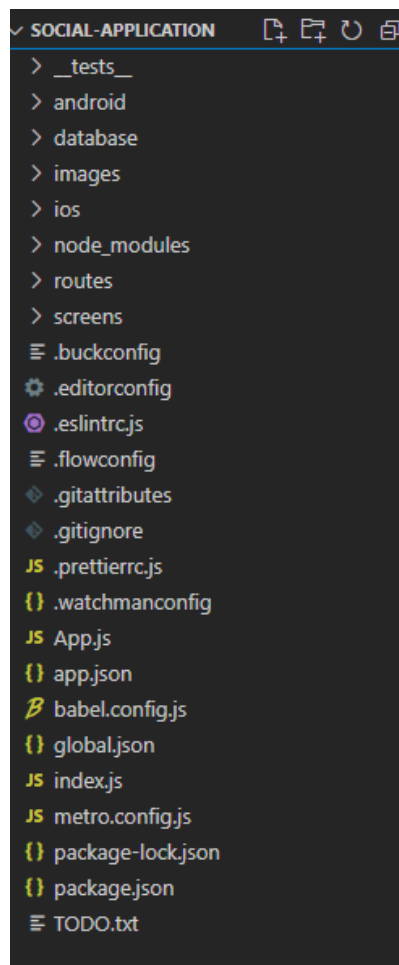 SOCIAL-APPLICATION
__tests__
android
database
images
ios
node_modules
routes
screens
.buckconfig
.editorconfig
.eslintrc.js
.flowconfig
.gitattributes
.gitignore
JS .prettierrc.js
{} .watchmanconfig
JS App.js
{} app.json
babel.config.js
{} global.json
JS index.js
JS metro.config.js
{} package-lock.json
{} package.json
TODO.txt